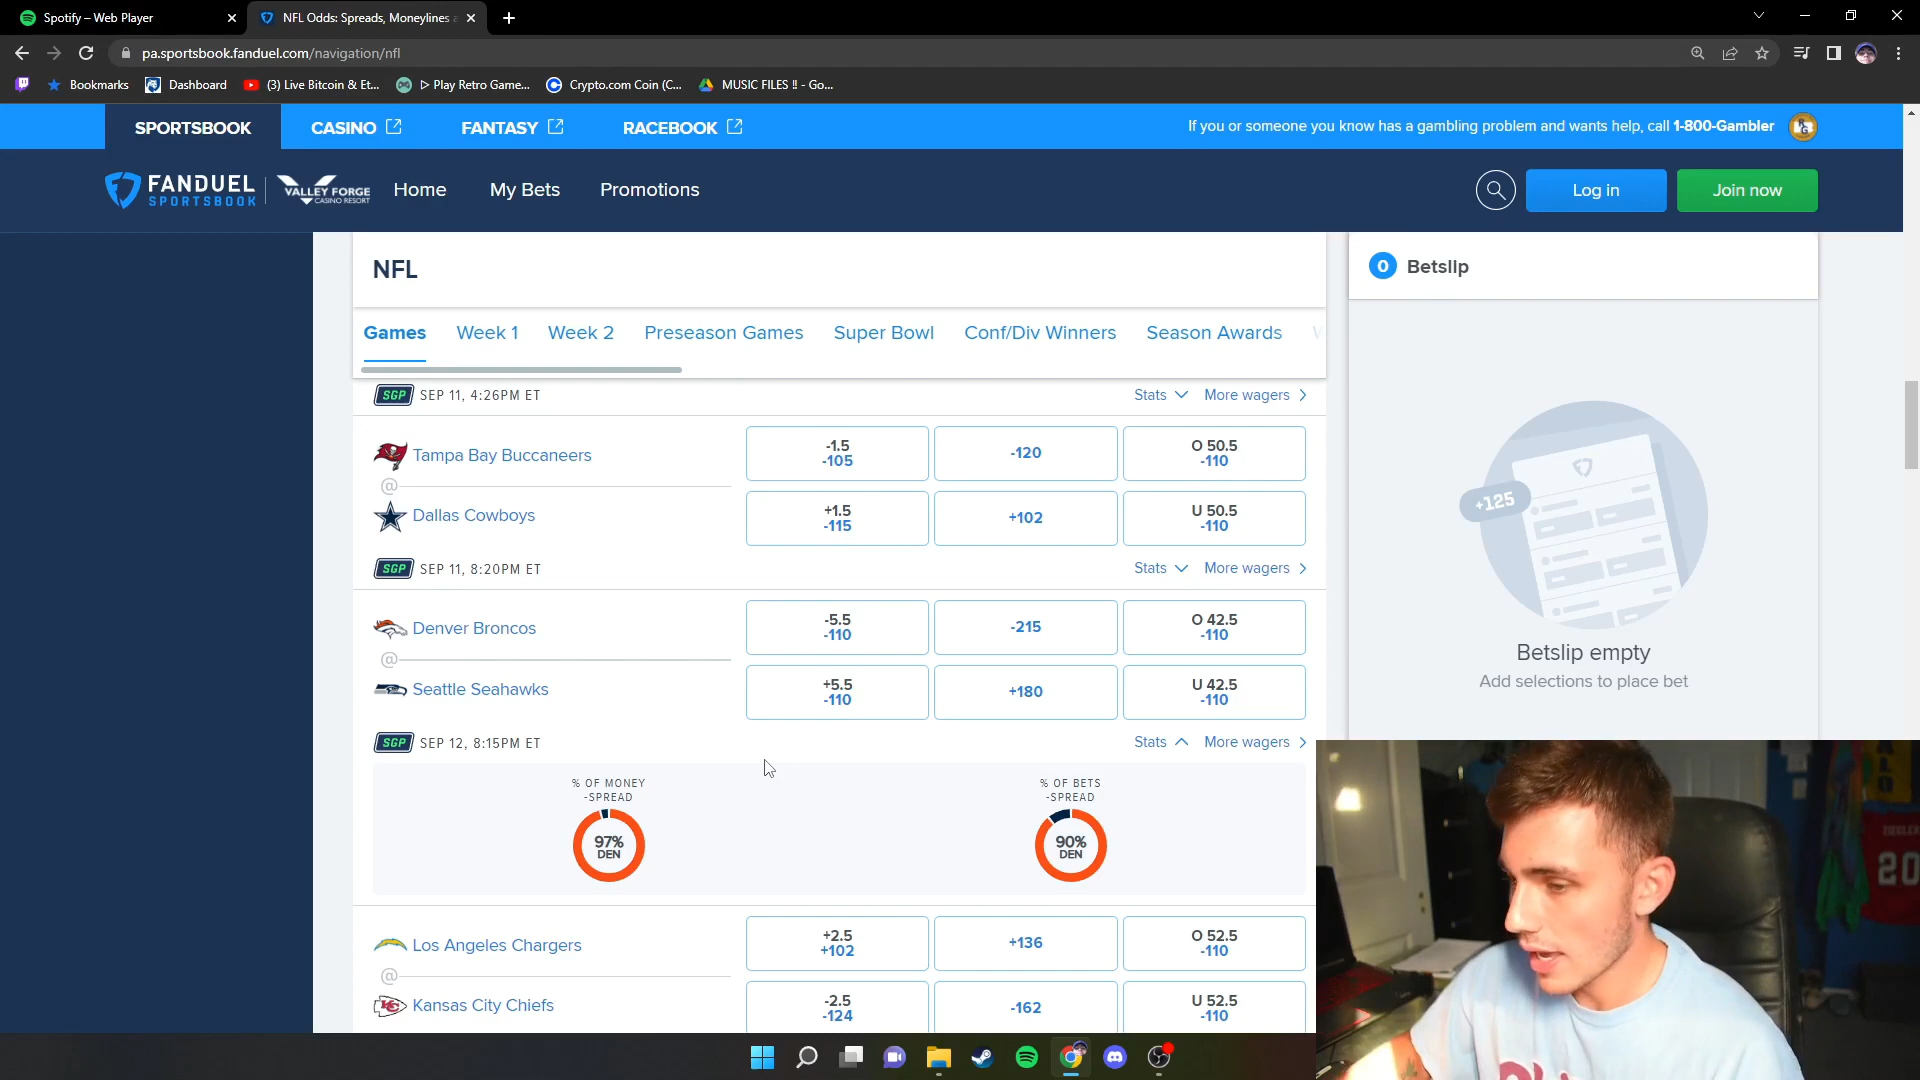 Spotify – Web Player
NFL Odds: Spreads, Moneylines a
pa.sportsbook.fanduel.com/navigation/nfl
Bookmarks
Dashboard
(3) Live Bitcoin & Et...
▷ Play Retro Game...
Crypto.com Coin (C...
MUSIC FILES !! - Go...
SPORTSBOOK
CASINO
FANTASY
RACEBOOK
If you or someone you know has a gambling problem and wants help, call 1-800-Gambler
FANDUEL
SPORTSBOOK
VALLEY FORGE
CASINO RESORT
Home
My Bets
Promotions
Log in
Join now
NFL
0 Betslip
Games
Week 1
Week 2
Preseason Games
Super Bowl
Conf/Div Winners
Season Awards
SGP SEP 11, 4:26PM ET
Stats
More wagers
Tampa Bay Buccaneers
-1.5
-105
-120
O 50.5
-110
@
Dallas Cowboys
+1.5
-115
+102
U 50.5
-110
SGP SEP 11, 8:20PM ET
Stats
More wagers
Denver Broncos
-5.5
-110
-215
O 42.5
-110
@
Seattle Seahawks
+5.5
-110
+180
U 42.5
-110
SGP SEP 12, 8:15PM ET
Stats
More wagers
% OF MONEY
-SPREAD
97%
DEN
% OF BETS
-SPREAD
90%
DEN
Los Angeles Chargers
+2.5
+102
+136
O 52.5
-110
@
Kansas City Chiefs
-2.5
-124
-162
U 52.5
-110
+125
Betslip empty
Add selections to place bet
20